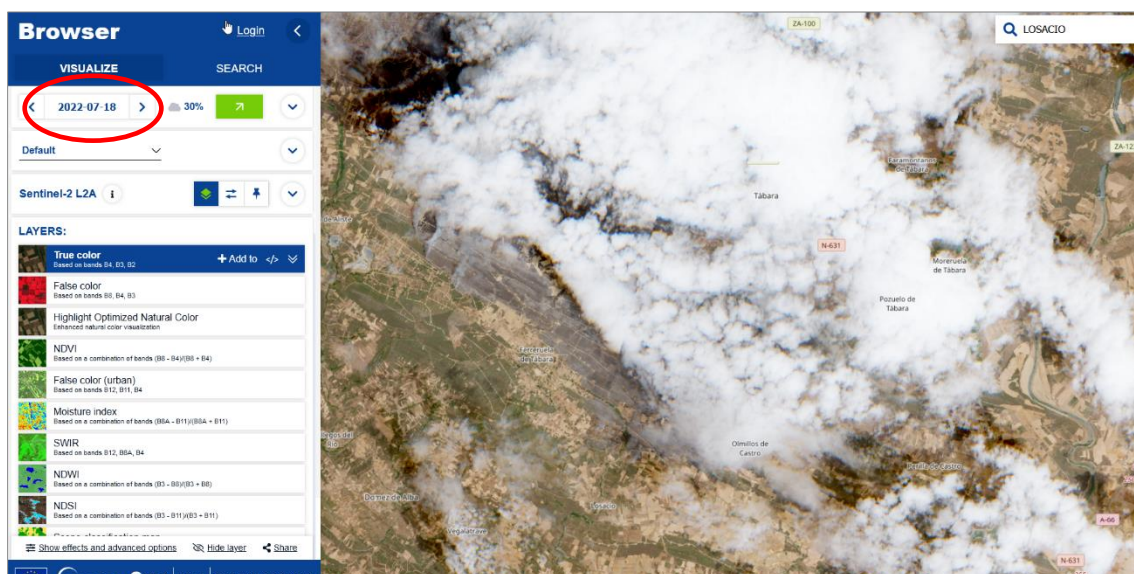 Browser
Login
VISUALIZE SEARCH
2022-07-18 30%
Default
Sentinel-2 L2A i
LAYERS:
True color
Based on bands B4, B3, B2
Add to </>
False color
Based on bands B8, B4, B3
Highlight Optimized Natural Color
Enhanced natural color visualization
NDVI
Based on a combination of bands (B8 - B4)/(B8 + B4)
False color (urban)
Based on bands B12, B11, B4
Moisture index
Based on a combination of bands (B8A - B11)/(B8A + B11)
SWIR
Based on bands B12, B8A, B4
NDWI
Based on a combination of bands (B3 - B8)/(B3 + B8)
NDSI
Based on a combination of bands (B3 - B11)/(B3 + B11)
Show effects and advanced options Hide layer Share
LOSACIO
ZA-100
ZA-12
Faramontanos
de Tábara
Tábara
N-631
Moreruela
de Tábara
Pozuelo de
Tábara
Ferreruela
de Tábara
Olmillos de
Castro
Perilla de Castro
Losacio
Vegalatrave
A-66
N-631